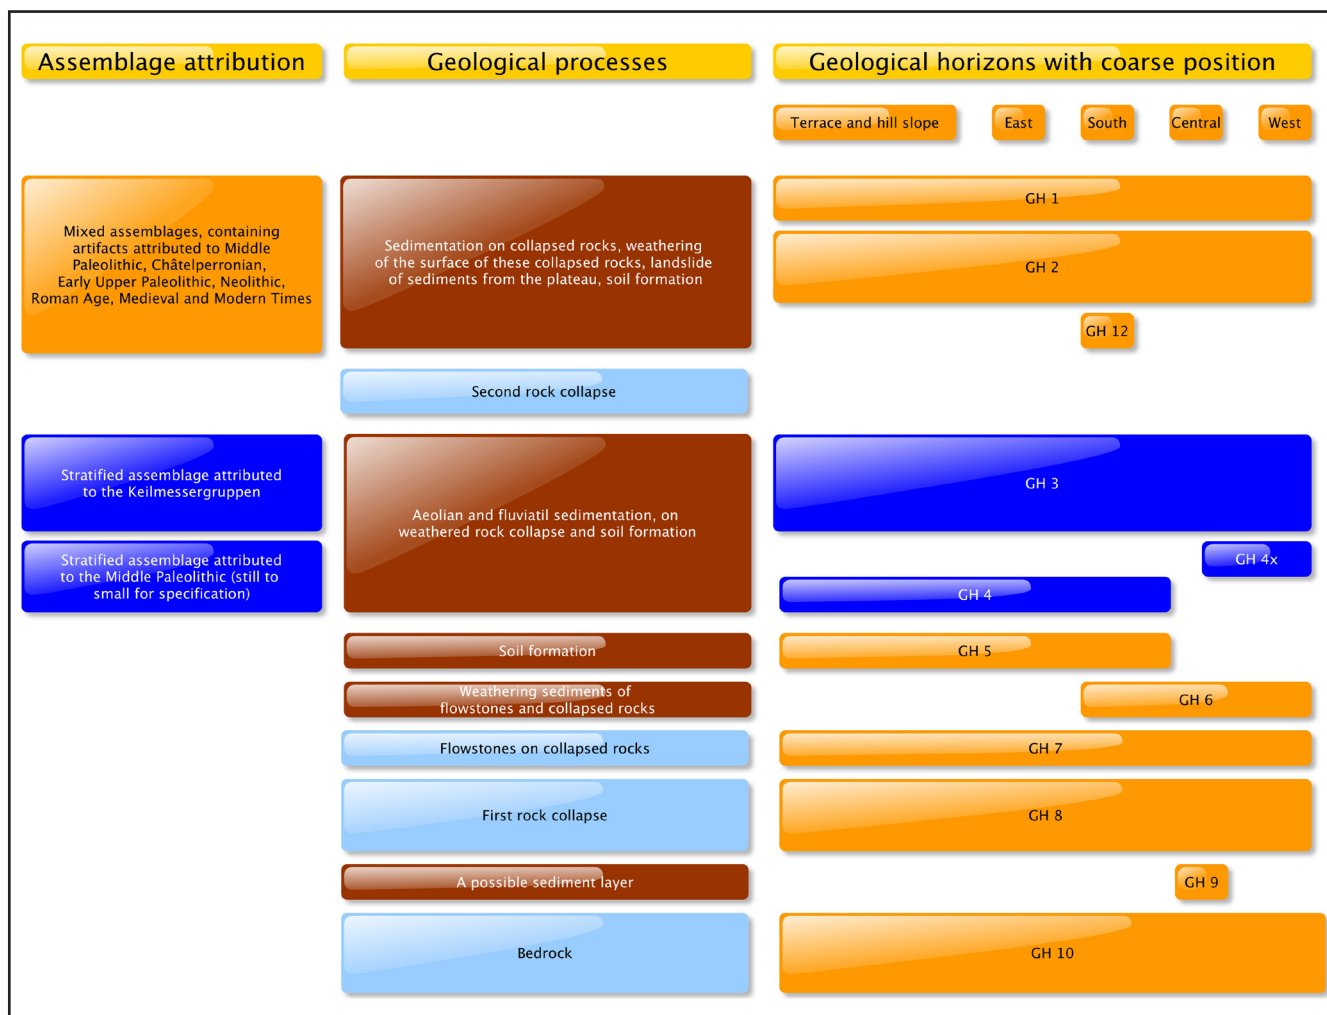 Assemblage attribution
Geological processes
Geological horizons with coarse position
Terrace and hill slope
East
South
Central
West
Mixed assemblages, containing
artifacts attributed to Middle
Paleolithic, Châtelperronian,
Early Upper Paleolithic, Neolithic,
Roman Age, Medieval and Modern Times
Sedimentation on collapsed rocks, weathering
of the surface of these collapsed rocks, landslide
of sediments from the plateau, soil formation
GH 1
GH 2
GH 12
Second rock collapse
Stratified assemblage attributed
to the Keilmessergruppen
Aeolian and fluviatil sedimentation, on
weathered rock collapse and soil formation
GH 3
Stratified assemblage attributed
to the Middle Paleolithic (still to
small for specification)
GH 4x
GH 4
Soil formation
GH 5
Weathering sediments of
flowstones and collapsed rocks
GH 6
Flowstones on collapsed rocks
GH 7
First rock collapse
GH 8
A possible sediment layer
GH 9
Bedrock
GH 10